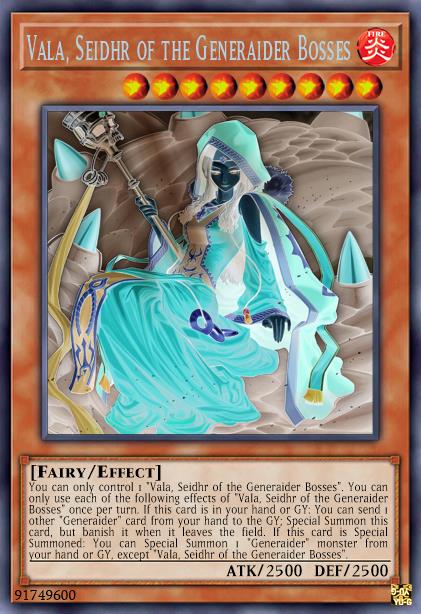 VALA, SEIDHR OF THE GENERAIDER BOSSES
FIRE
炎
[FAIRY/EFFECT]
You can only control 1 "Vala, Seidhr of the Generaider Bosses". You can
only use each of the following effects of "Vala, Seidhr of the Generaider
Bosses" once per turn. If this card is in your hand or GY: You can send 1
other "Generaider" card from your hand to the GY; Special Summon this
card, but banish it when it leaves the field. If this card is Special
Summoned: You can Special Summon 1 "Generaider" monster from
your hand or GY, except "Vala, Seidhr of the Generaider Bosses".
ATK/2500 DEF/2500
91749600